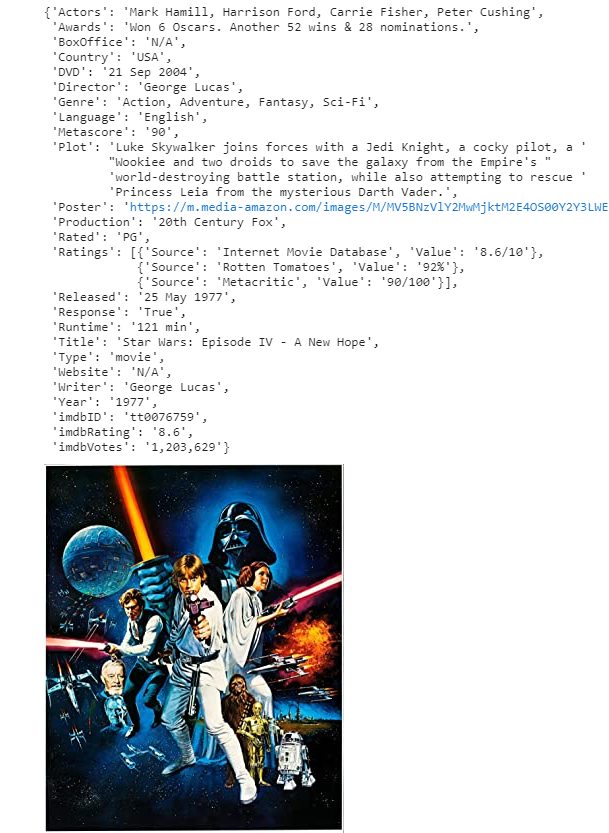 {'Actors': 'Mark Hamill, Harrison Ford, Carrie Fisher, Peter Cushing',
'Awards': 'Won 6 Oscars. Another 52 wins & 28 nominations.',
'BoxOffice': 'N/A',
'Country': 'USA',
'DVD': '21 Sep 2004',
'Director': 'George Lucas',
'Genre': 'Action, Adventure, Fantasy, Sci-Fi',
'Language': 'English',
'Metascore': '90',
'Plot': 'Luke Skywalker joins forces with a Jedi Knight, a cocky pilot, a '
"Wookiee and two droids to save the galaxy from the Empire's "
'world-destroying battle station, while also attempting to rescue '
'Princess Leia from the mysterious Darth Vader.',
'Poster': 'https://m.media-amazon.com/images/M/MV5BNzVlY2MwMjktM2E4OS00Y2Y3LWE
'Production': '20th Century Fox',
'Rated': 'PG',
'Ratings': [{'Source': 'Internet Movie Database', 'Value': '8.6/10'},
{'Source': 'Rotten Tomatoes', 'Value': '92%'},
{'Source': 'Metacritic', 'Value': '90/100'}],
'Released': '25 May 1977',
'Response': 'True',
'Runtime': '121 min',
'Title': 'Star Wars: Episode IV - A New Hope',
'Type': 'movie',
'Website': 'N/A',
'Writer': 'George Lucas',
'Year': '1977',
'imdbID': 'tt0076759',
'imdbRating': '8.6',
'imdbVotes': '1,203,629'}